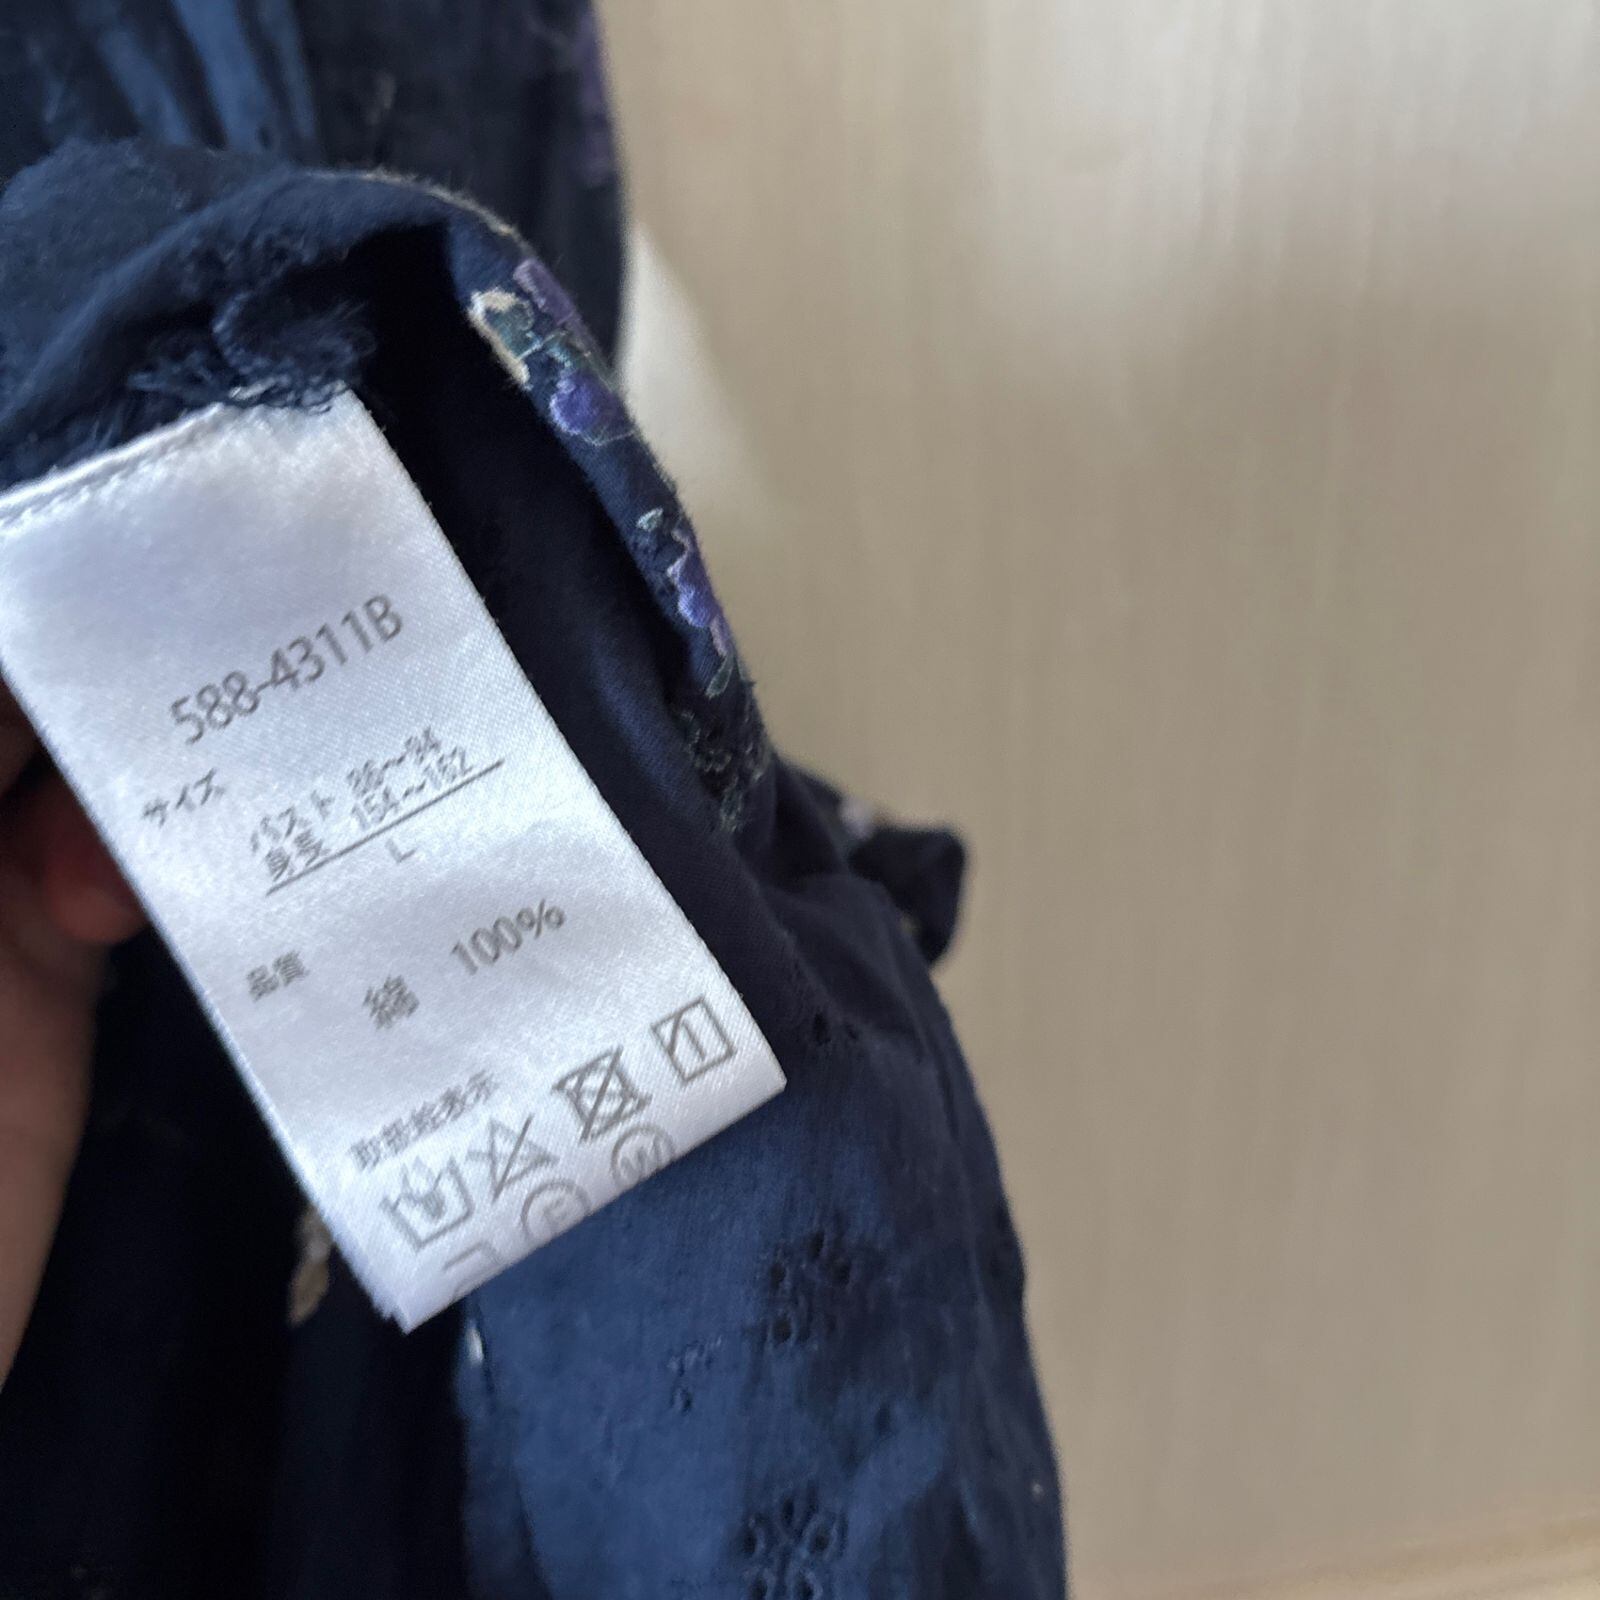 588-4311B
サイズ
バスト 86〜94
身長 154〜162
L
品質
綿 100%
取扱絵表示
F W